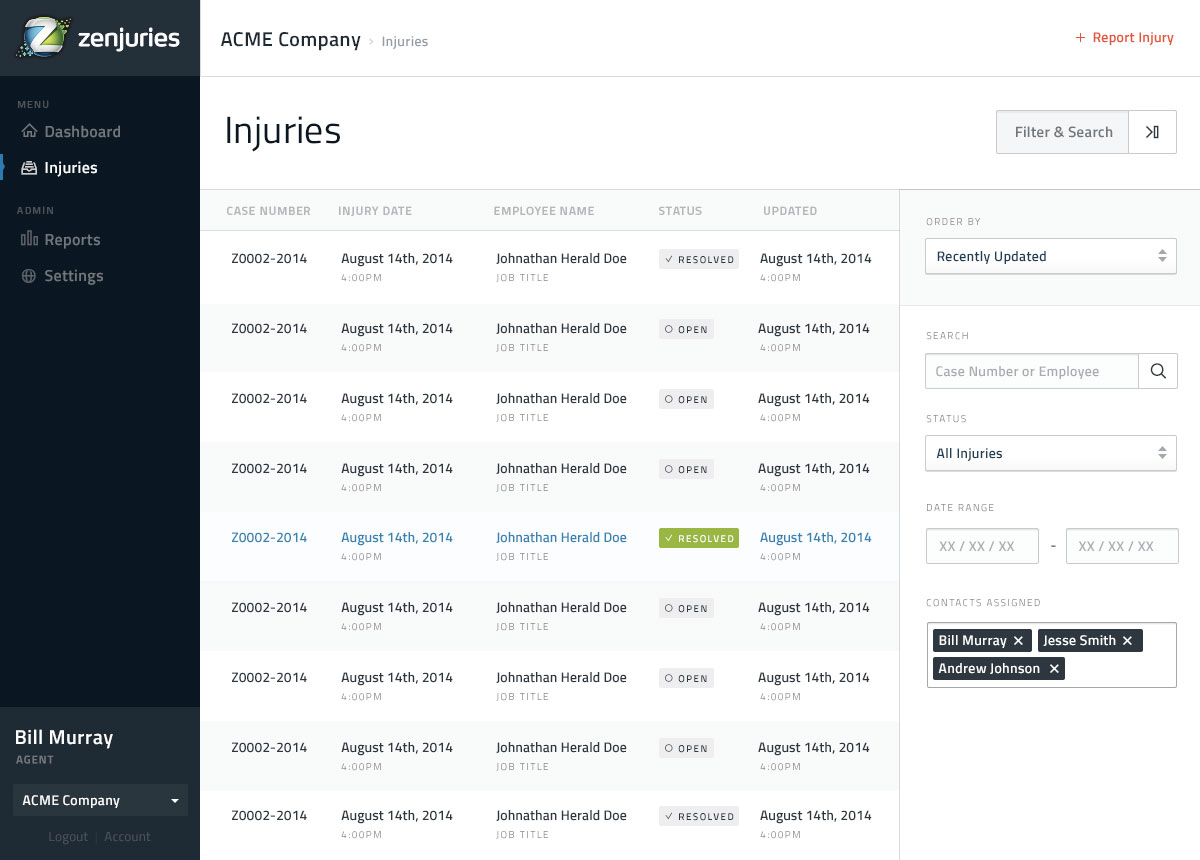 zenjuries
ACME Company › Injuries
+ Report Injury
MENU
Dashboard
Injuries
ADMIN
Reports
Settings
Bill Murray
AGENT
ACME Company
Logout | Account
Injuries
Filter & Search
CASE NUMBER INJURY DATE EMPLOYEE NAME STATUS UPDATED
Z0002-2014 August 14th, 2014 Johnathan Herald Doe ✓ RESOLVED August 14th, 2014
4:00PM JOB TITLE 4:00PM
Z0002-2014 August 14th, 2014 Johnathan Herald Doe OPEN August 14th, 2014
4:00PM JOB TITLE 4:00PM
Z0002-2014 August 14th, 2014 Johnathan Herald Doe OPEN August 14th, 2014
4:00PM JOB TITLE 4:00PM
Z0002-2014 August 14th, 2014 Johnathan Herald Doe OPEN August 14th, 2014
4:00PM JOB TITLE 4:00PM
Z0002-2014 August 14th, 2014 Johnathan Herald Doe ✓ RESOLVED August 14th, 2014
4:00PM JOB TITLE 4:00PM
Z0002-2014 August 14th, 2014 Johnathan Herald Doe OPEN August 14th, 2014
4:00PM JOB TITLE 4:00PM
Z0002-2014 August 14th, 2014 Johnathan Herald Doe OPEN August 14th, 2014
4:00PM JOB TITLE 4:00PM
Z0002-2014 August 14th, 2014 Johnathan Herald Doe OPEN August 14th, 2014
4:00PM JOB TITLE 4:00PM
Z0002-2014 August 14th, 2014 Johnathan Herald Doe ✓ RESOLVED August 14th, 2014
4:00PM JOB TITLE 4:00PM
ORDER BY
Recently Updated
SEARCH
Case Number or Employee
STATUS
All Injuries
DATE RANGE
XX / XX / XX - XX / XX / XX
CONTACTS ASSIGNED
Bill Murray ✕ Jesse Smith ✕
Andrew Johnson ✕